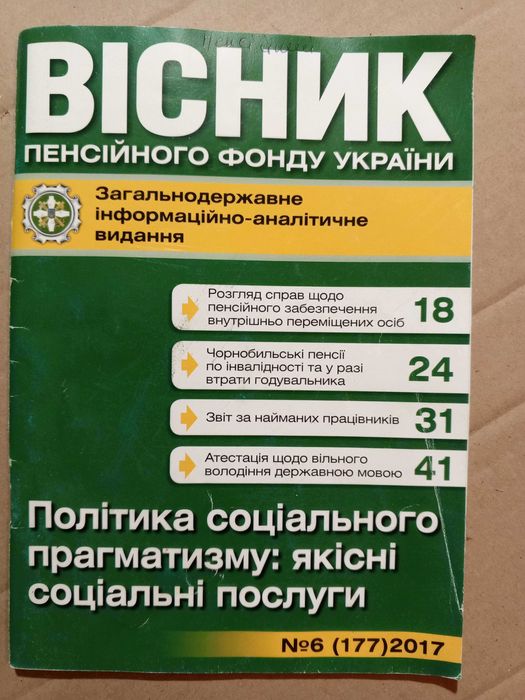 ВІСНИК
ПЕНСІЙНОГО ФОНДУ УКРАЇНИ
Загальнодержавне
інформаційно-аналітичне
видання
Розгляд справ щодо
пенсійного забезпечення
внутрішньо переміщених осіб 18
Чорнобильські пенсії
по інвалідності та у разі
втрати годувальника 24
Звіт за найманих працівників 31
Атестація щодо вільного
володіння державною мовою 41
Політика соціального
прагматизму: якісні
соціальні послуги
№6 (177)2017